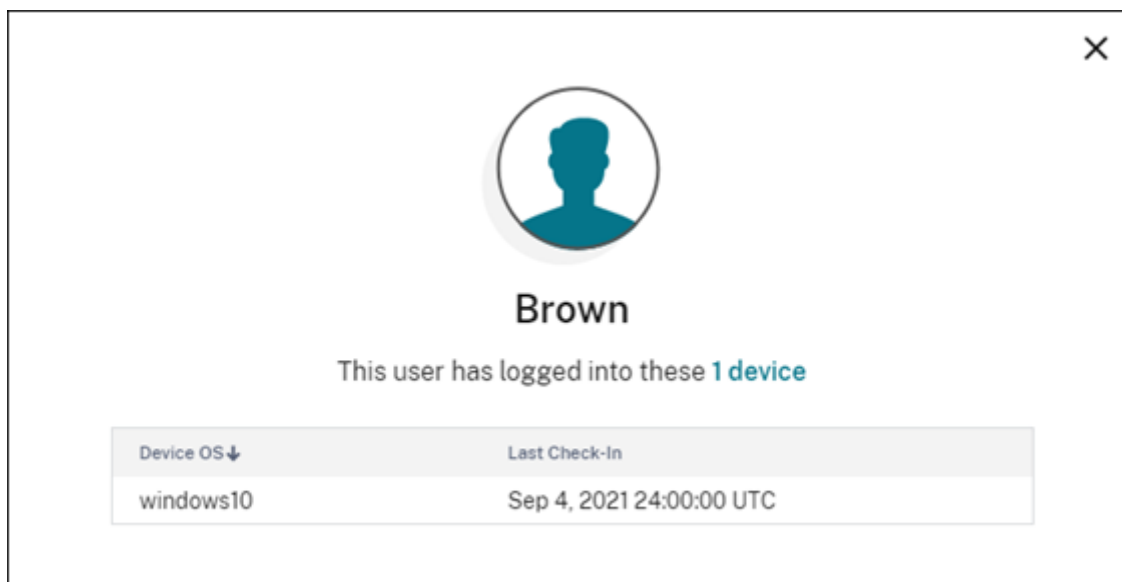 Brown
This user has logged into these 1 device
Device OS↓ Last Check-In
windows10 Sep 4, 2021 24:00:00 UTC